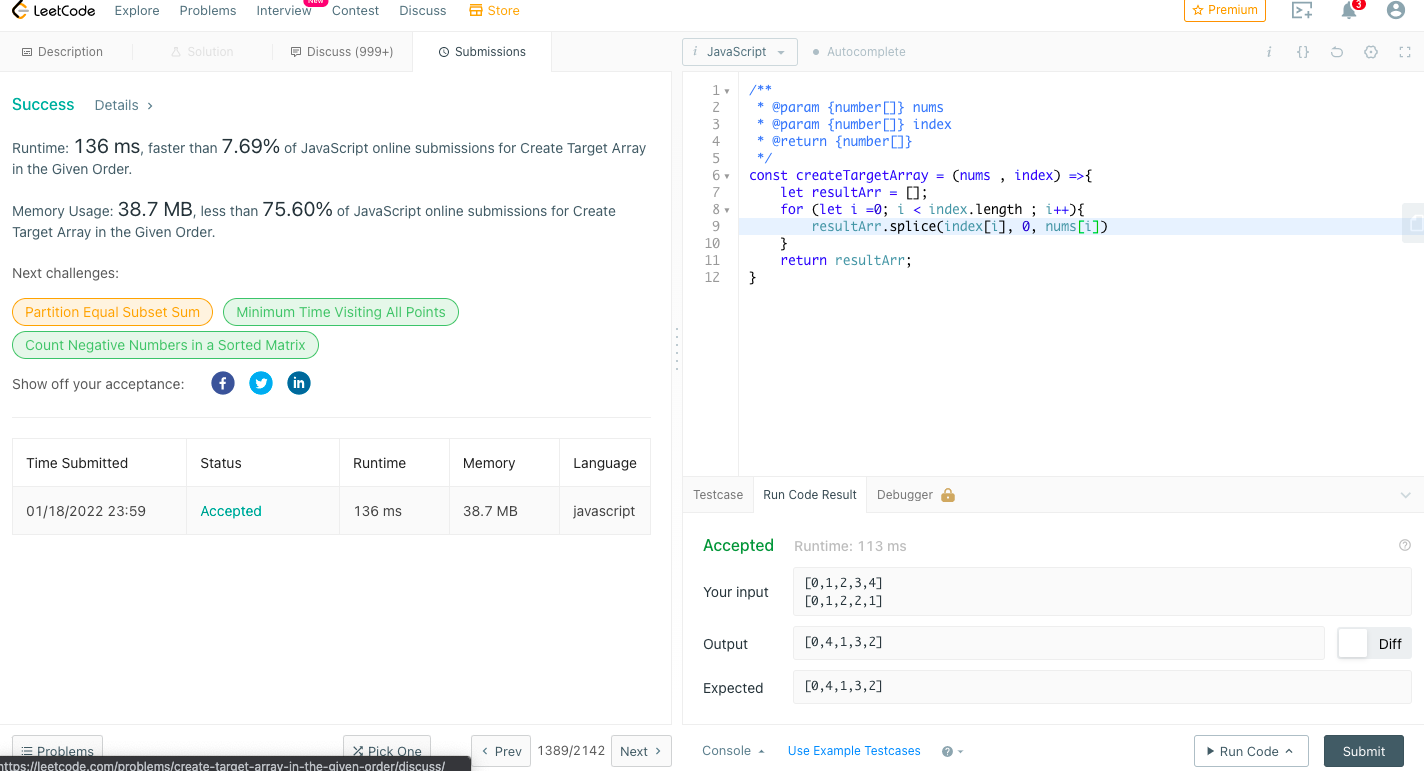 LeetCode Explore Problems Interview New Contest Discuss Store Premium 3
Description Solution Discuss (999+) Submissions
i JavaScript Autocomplete i {}
Success Details
Runtime: 136 ms, faster than 7.69% of JavaScript online submissions for Create Target Array
in the Given Order.
Memory Usage: 38.7 MB, less than 75.60% of JavaScript online submissions for Create
Target Array in the Given Order.
Next challenges:
Partition Equal Subset Sum Minimum Time Visiting All Points
Count Negative Numbers in a Sorted Matrix
Show off your acceptance: f in
Time Submitted Status Runtime Memory Language
01/18/2022 23:59 Accepted 136 ms 38.7 MB javascript
1 /**
2 * @param {number[]} nums
3 * @param {number[]} index
4 * @return {number[]}
5 */
6 const createTargetArray = (nums , index) =>{
7 let resultArr = [];
8 for (let i =0; i < index.length ; i++){
9 resultArr.splice(index[i], 0, nums[i])
10 }
11 return resultArr;
12 }
Testcase Run Code Result Debugger
Accepted Runtime: 113 ms ?
Your input [0,1,2,3,4]
[0,1,2,2,1]
Output [0,4,1,3,2] Diff
Expected [0,4,1,3,2]
Problems Pick One Prev 1389/2142 Next
Console Use Example Testcases ? Run Code Submit
https://leetcode.com/problems/create-target-array-in-the-given-order/discuss/